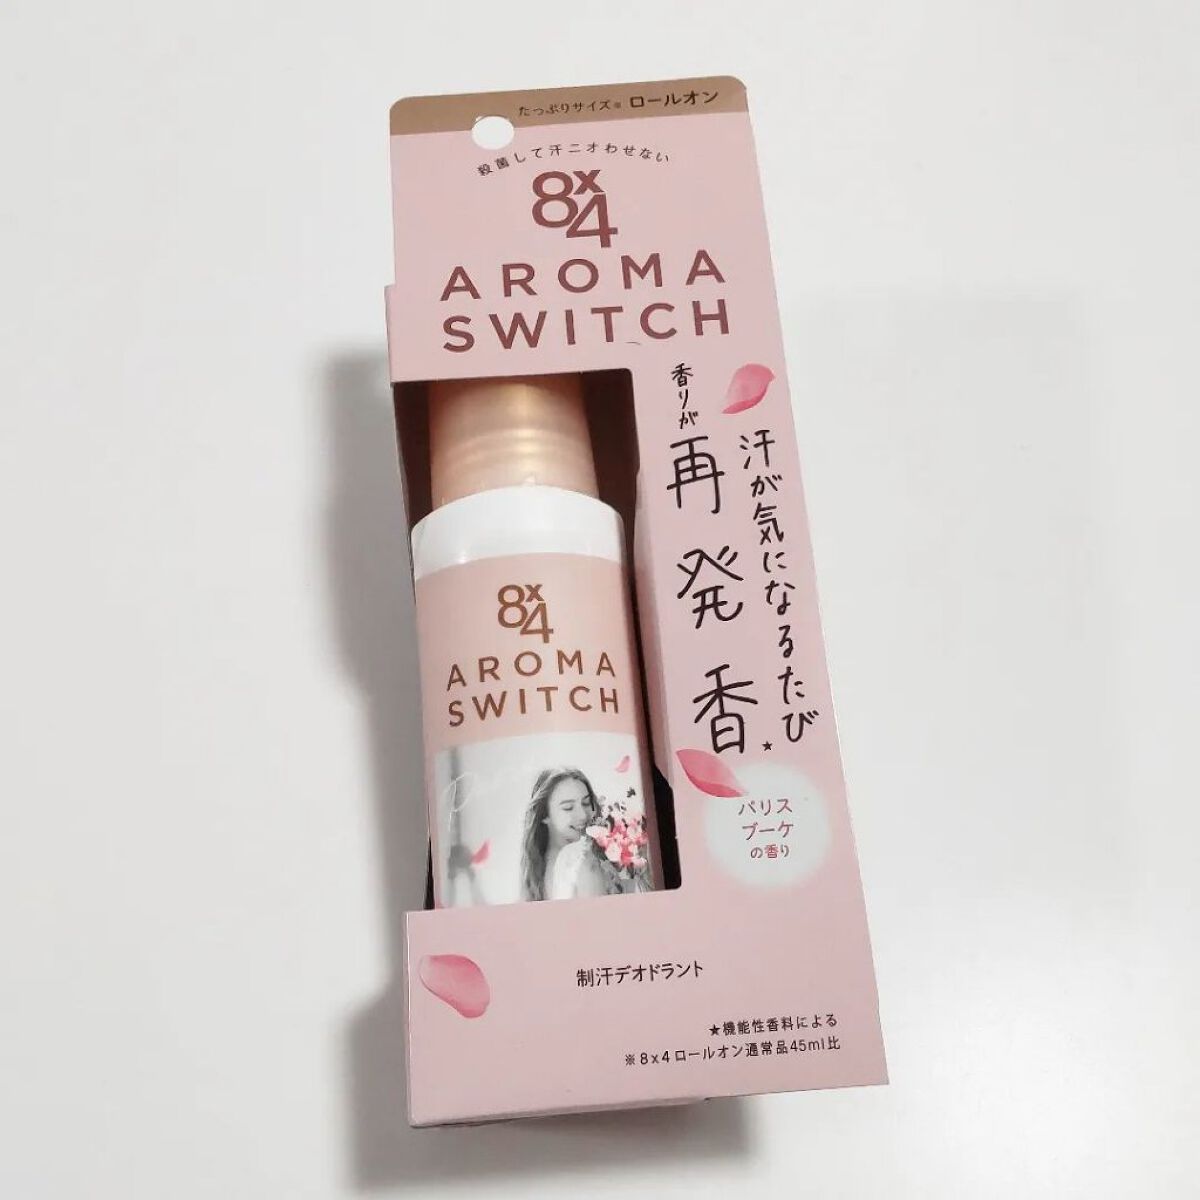 たっぷりサイズ※ ロールオン
殺菌して汗ニオわせない
8x4
AROMA
SWITCH
汗が気になるたび
香りが
再発香★
パリス
ブーケ
の香り
8x4
AROMA
SWITCH
制汗デオドラント
★機能性香料による
※8x4ロールオン通常品45ml比